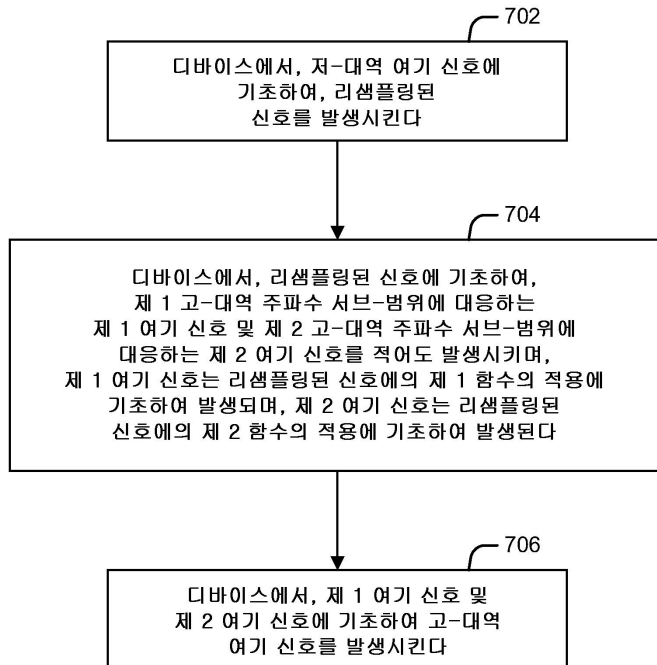 702
디바이스에서, 저-대역 여기 신호에
기초하여, 리샘플링된
신호를 발생시킨다
704
디바이스에서, 리샘플링된 신호에 기초하여,
제 1 고-대역 주파수 서브-범위에 대응하는
제 1 여기 신호 및 제 2 고-대역 주파수 서브-범위에
대응하는 제 2 여기 신호를 적어도 발생시키며,
제 1 여기 신호는 리샘플링된 신호에의 제 1 함수의 적용에
기초하여 발생되며, 제 2 여기 신호는 리샘플링된
신호에의 제 2 함수의 적용에 기초하여 발생된다
706
디바이스에서, 제 1 여기 신호 및
제 2 여기 신호에 기초하여 고-대역
여기 신호를 발생시킨다